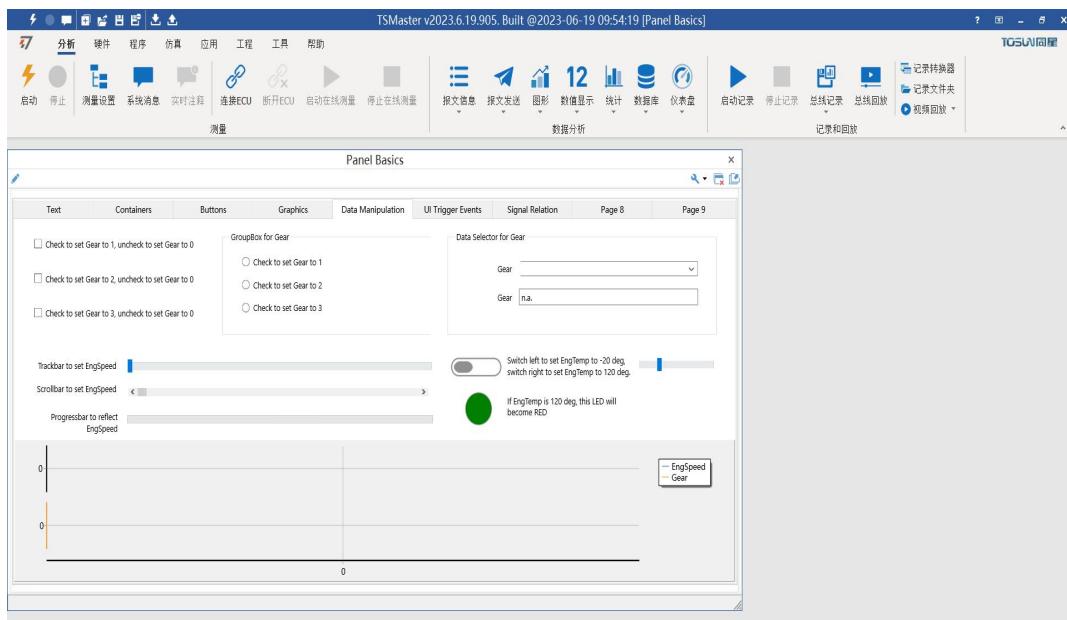 TSMaster v2023.6.19.905. Built @2023-06-19 09:54:19 [Panel Basics]
分析 硬件 程序 仿真 应用 工程 工具 帮助
TOSUN同星
启动 停止 测量设置 系统消息 实时注释 连接ECU 断开ECU 启动在线测量 停止在线测量
测量
12
报文信息 报文发送 图形 数值显示 统计 数据库 仪表盘
数据分析
启动记录 停止记录 总线记录 总线回放
记录转换器
记录文件夹
视频回放
记录和回放
Panel Basics
Text Containers Buttons Graphics Data Manipulation UI Trigger Events Signal Relation Page 8 Page 9
Check to set Gear to 1, uncheck to set Gear to 0
Check to set Gear to 2, uncheck to set Gear to 0
Check to set Gear to 3, uncheck to set Gear to 0
GroupBox for Gear
Check to set Gear to 1
Check to set Gear to 2
Check to set Gear to 3
Data Selector for Gear
Gear
Gear n.a.
Trackbar to set EngSpeed
Scrollbar to set EngSpeed
Progressbar to reflect
EngSpeed
Switch left to set EngTemp to -20 deg,
switch right to set EngTemp to 120 deg.
If EngTemp is 120 deg, this LED will
become RED
0
0
0
EngSpeed
Gear